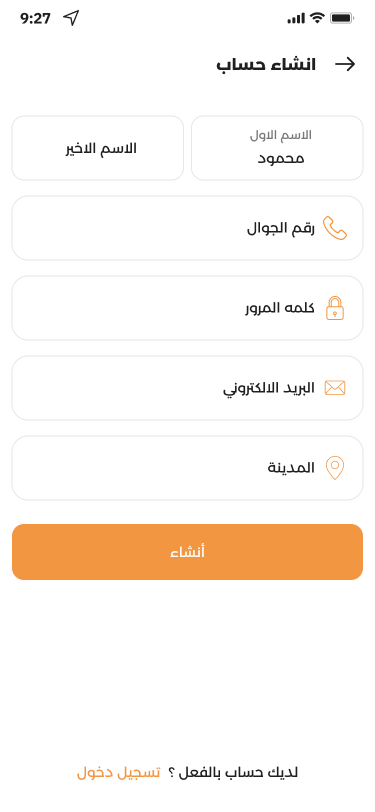 9:27
انشاء حساب
الاسم الاول
محمود
الاسم الاخير
رقم الجوال
كلمه المرور
البريد الالكتروني
المدينة
أنشاء
لديك حساب بالفعل ؟ تسجيل دخول